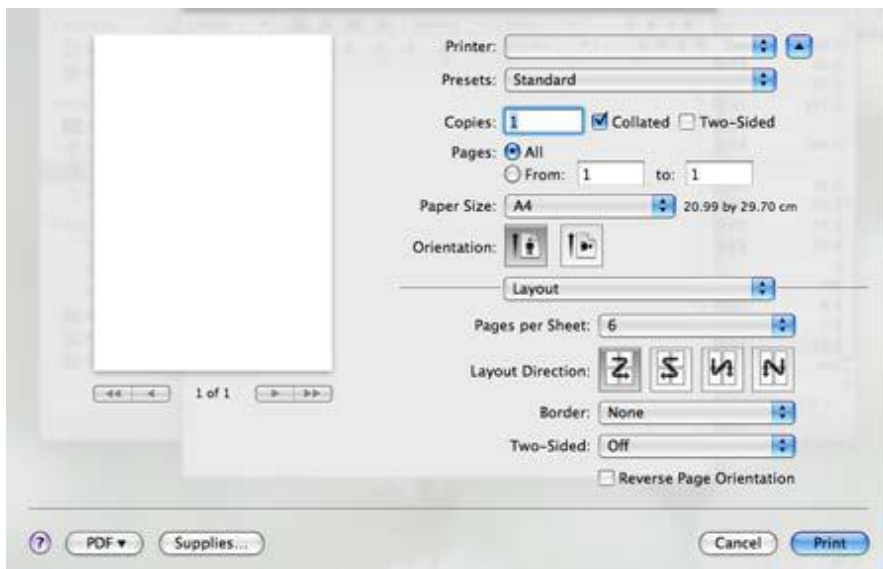 Printer:
Presets: Standard
Copies: 1 Collated Two-Sided
Pages: All
From: 1 to: 1
Paper Size: A4 20.99 by 29.70 cm
Orientation:
Layout
Pages per Sheet: 6
Layout Direction:
1 of 1
Border: None
Two-Sided: Off
Reverse Page Orientation
? PDF Supplies... Cancel Print